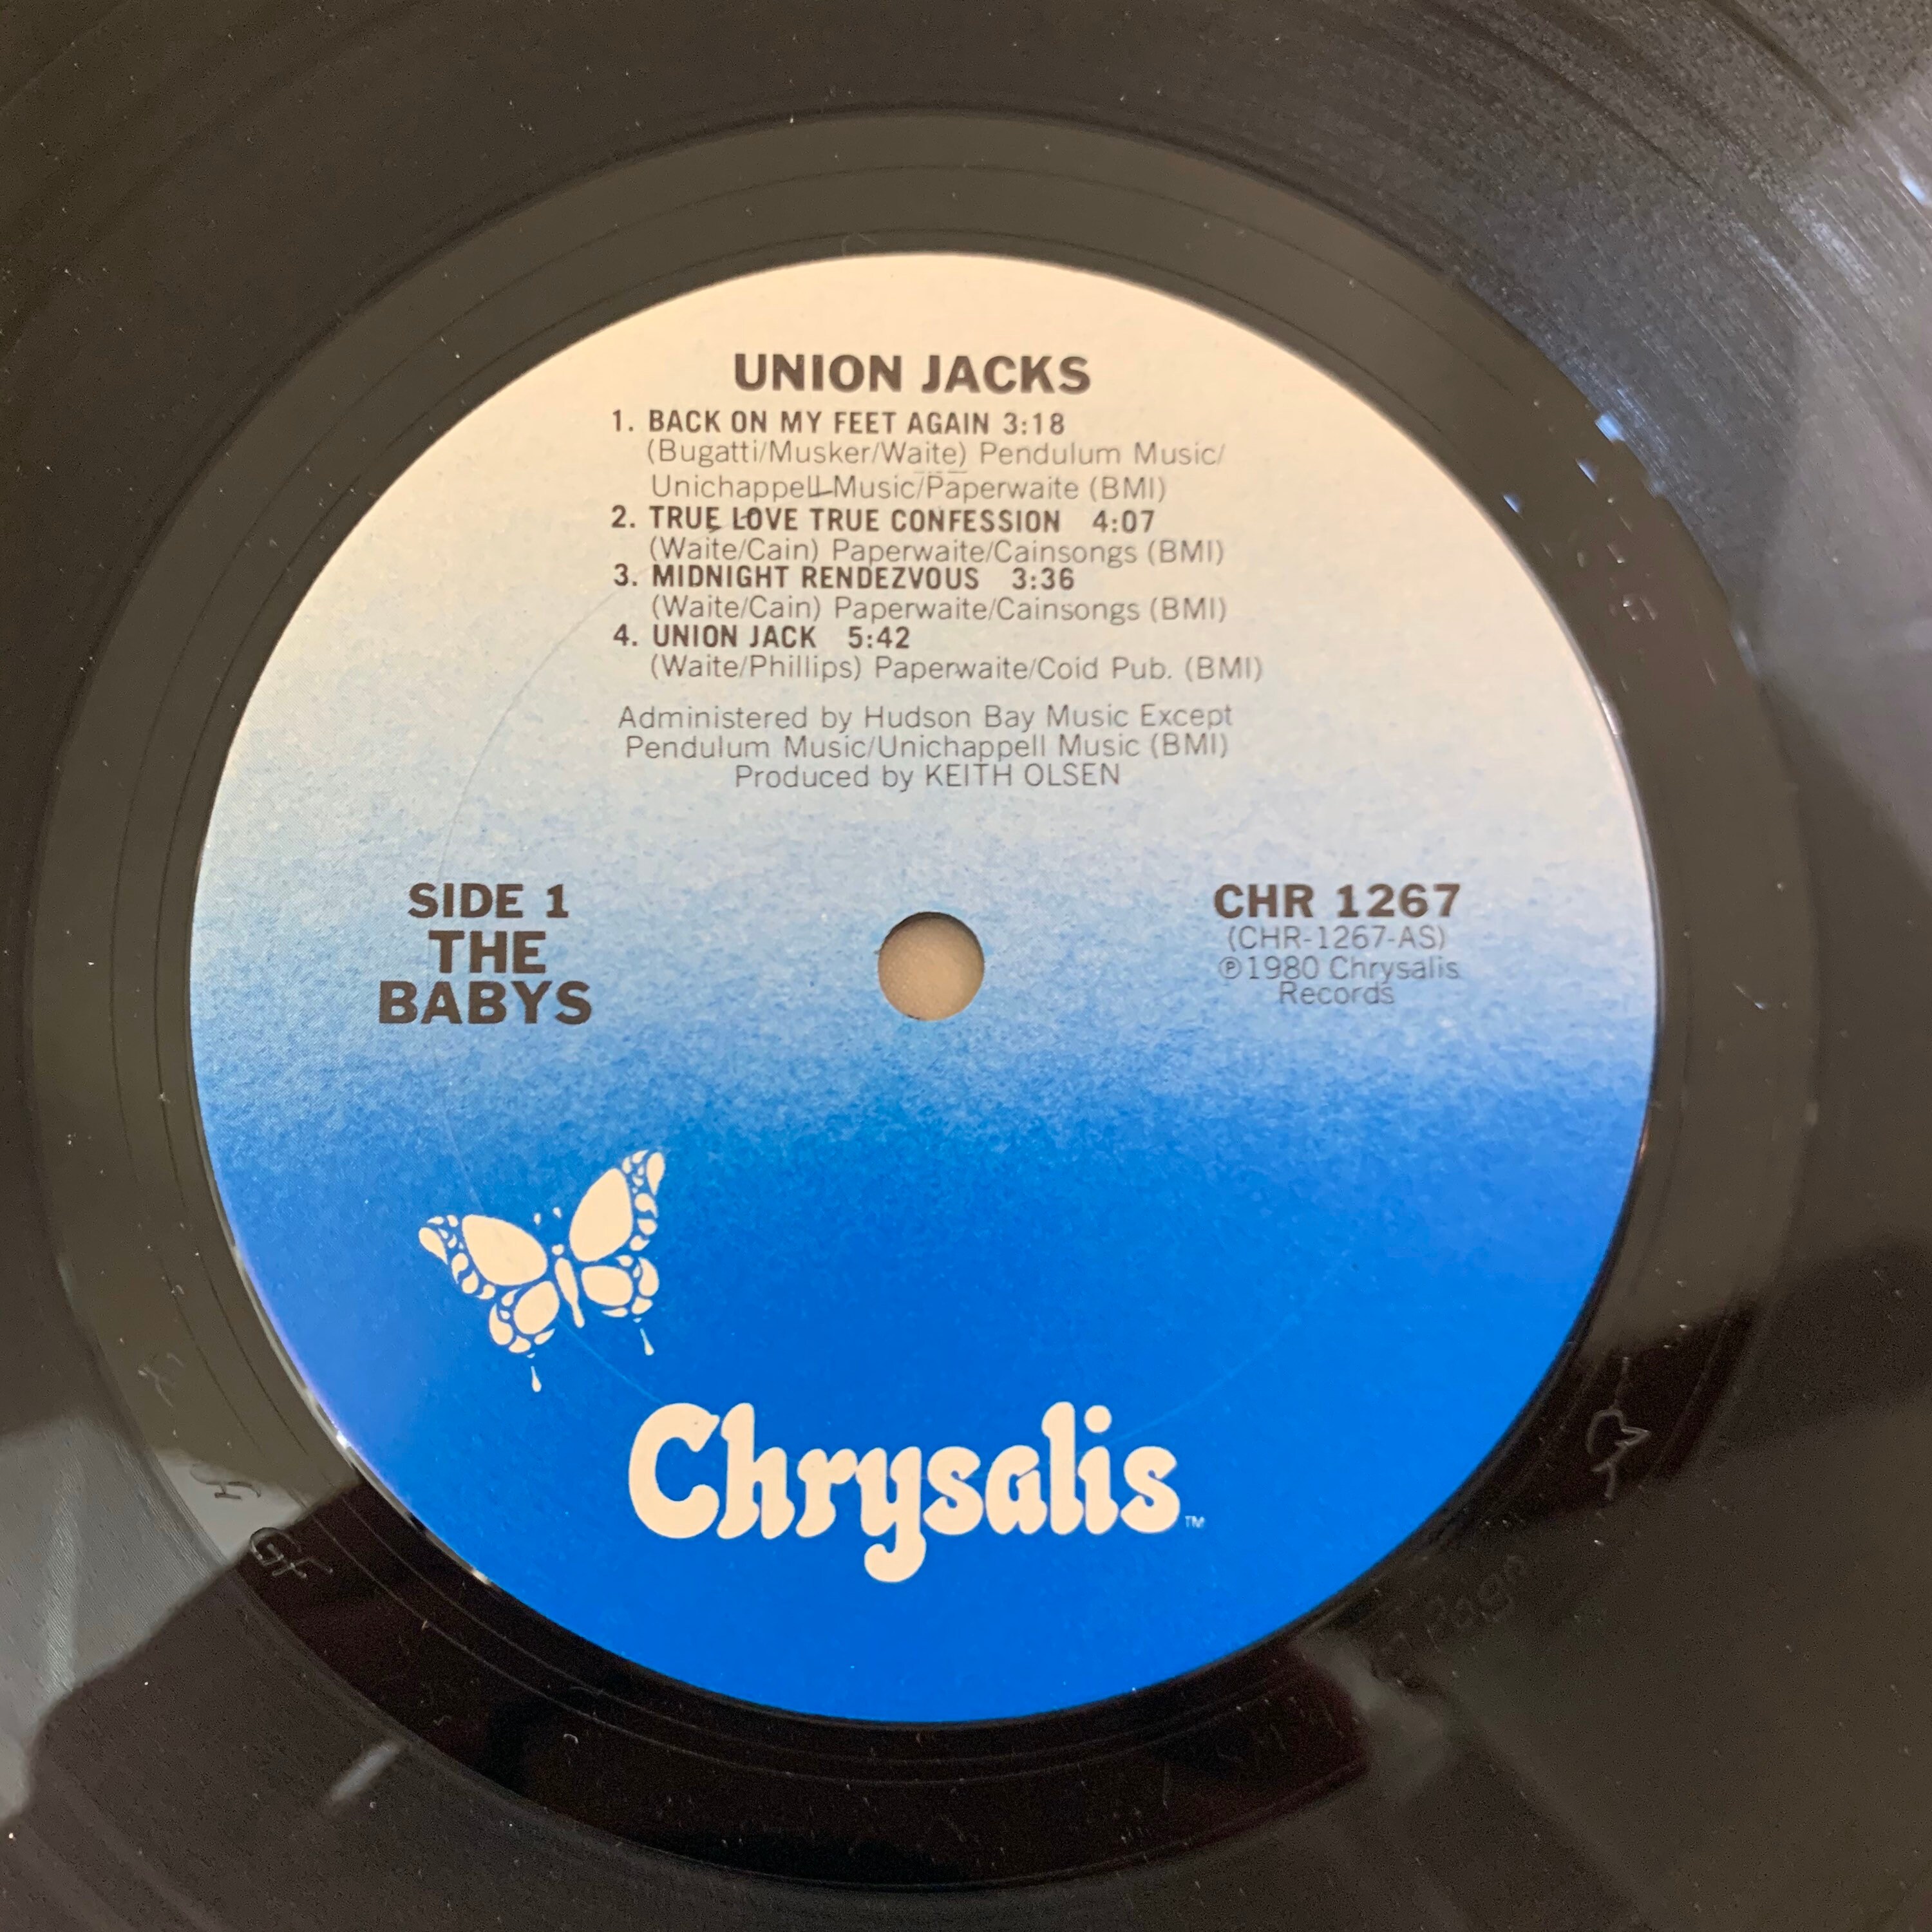 UNION JACKS
1. BACK ON MY FEET AGAIN 3:18
(Bugatti/Musker/Waite) Pendulum Music/
Unichappell Music/Paperwaite (BMI)
2. TRUE LOVE TRUE CONFESSION 4:07
(Waite/Cain) Paperwaite/Cainsongs (BMI)
3. MIDNIGHT RENDEZVOUS 3:36
(Waite/Cain) Paperwaite/Cainsongs (BMI)
4. UNION JACK 5:42
(Waite/Phillips) Paperwaite/Coid Pub. (BMI)
Administered by Hudson Bay Music Except
Pendulum Music/Unichappell Music (BMI)
Produced by KEITH OLSEN
SIDE 1
THE
BABYS
CHR 1267
(CHR-1267-AS)
℗1980 Chrysalis
Records
Chrysalis™